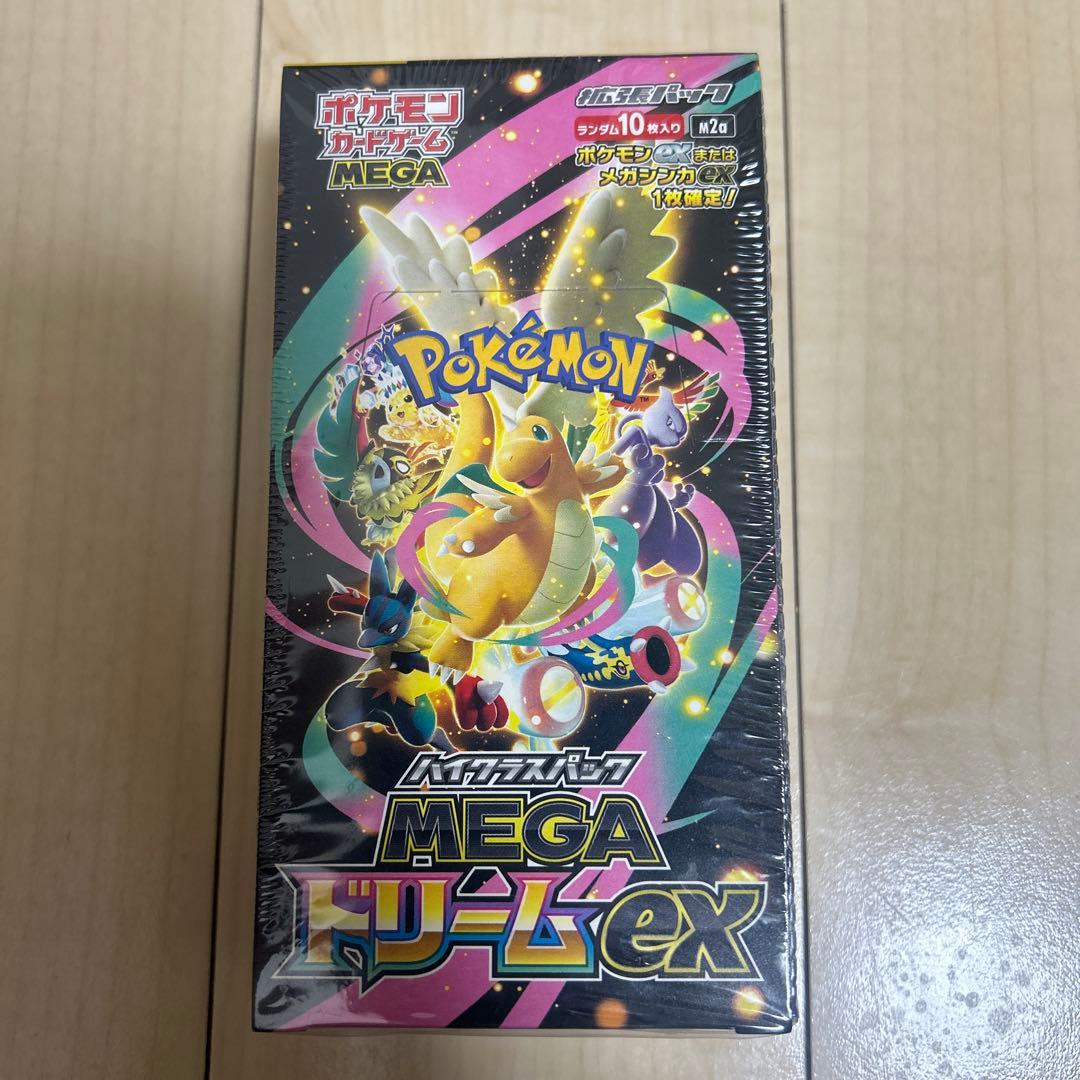 ポケモン
カードゲーム™
MEGA
拡張パック
ランダム10枚入り M2a
ポケモンexまたは
メガシンカex
1枚確定!
POKéMON
TM
ハイクラスパック
MEGA
ドリームex